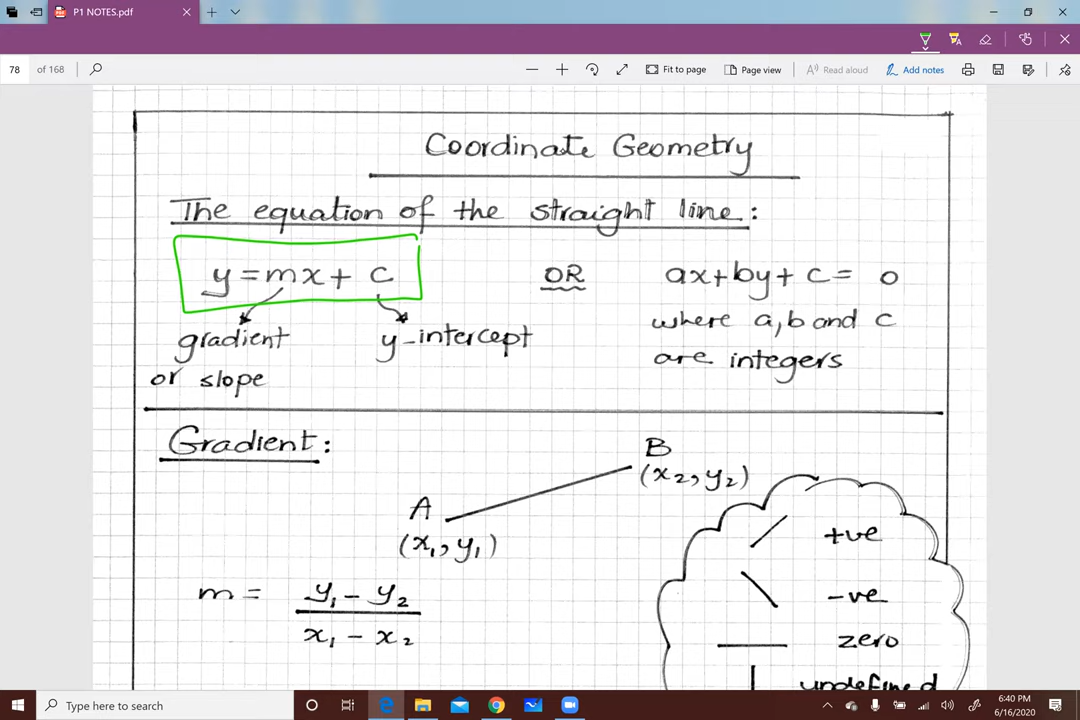 P1 NOTES.pdf
78 of 168
Fit to page
Page view
Read aloud
Add notes
Coordinate Geometry
The equation of the straight line:
y = mx + c OR ax+by+c= 0
gradient or slope
y-intercept
where a, b and c
are integers
Gradient:
A
(x₁, y₁)
B
(x₂, y₂)
m = y₁ - y₂
x₁ - x₂
+ve
-ve
zero
undefined
Type here to search
6:40 PM
6/16/2020